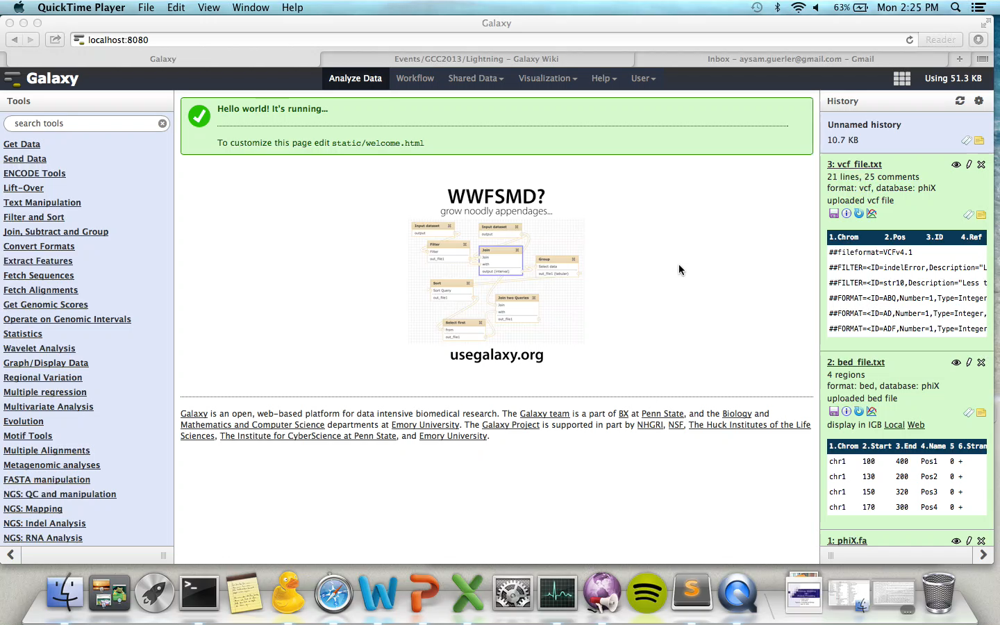 QuickTime Player File Edit View Window Help 63% Mon 2:25 PM
Galaxy
localhost:8080 Reader
Galaxy Events/GCC2013/Lightning – Galaxy Wiki Inbox – aysam.guerler@gmail.com – Gmail
Galaxy Analyze Data Workflow Shared Data Visualization Help User Using 51.3 KB
Tools
search tools
Get Data
Send Data
ENCODE Tools
Lift-Over
Text Manipulation
Filter and Sort
Join, Subtract and Group
Convert Formats
Extract Features
Fetch Sequences
Fetch Alignments
Get Genomic Scores
Operate on Genomic Intervals
Statistics
Wavelet Analysis
Graph/Display Data
Regional Variation
Multiple regression
Multivariate Analysis
Evolution
Motif Tools
Multiple Alignments
Metagenomic analyses
FASTA manipulation
NGS: QC and manipulation
NGS: Mapping
NGS: Indel Analysis
NGS: RNA Analysis
Hello world! It's running...
To customize this page edit static/welcome.html
WWFSMD?
grow noodly appendages...
Input dataset
output
Input dataset
output
Filter
Filter
out_file1
Join
Join
with
output (interval)
Group
Select data
out_file1 (tabular)
Sort
Sort Query
out_file1
Join two Queries
Join
with
out_file1
Select first
from
out_file1
usegalaxy.org
Galaxy is an open, web-based platform for data intensive biomedical research. The Galaxy team is a part of BX at Penn State, and the Biology and
Mathematics and Computer Science departments at Emory University. The Galaxy Project is supported in part by NHGRI, NSF, The Huck Institutes of the Life
Sciences, The Institute for CyberScience at Penn State, and Emory University.
History
Unnamed history
10.7 KB
3: vcf_file.txt
21 lines, 25 comments
format: vcf, database: phiX
uploaded vcf file
1.Chrom 2.Pos 3.ID 4.Ref
##fileformat=VCFv4.1
##FILTER=<ID=indelError,Description="L
##FILTER=<ID=str10,Description="Less t
##FORMAT=<ID=ABQ,Number=1,Type=Integer
##FORMAT=<ID=AD,Number=1,Type=Integer,
##FORMAT=<ID=ADF,Number=1,Type=Integer
2: bed_file.txt
4 regions
format: bed, database: phiX
uploaded bed file
display in IGB Local Web
1.Chrom 2.Start 3.End 4.Name 5 6.Stran
chr1 100 400 Pos1 0 +
chr1 130 200 Pos2 0 +
chr1 150 320 Pos3 0 +
chr1 170 300 Pos4 0 +
1: phiX.fa